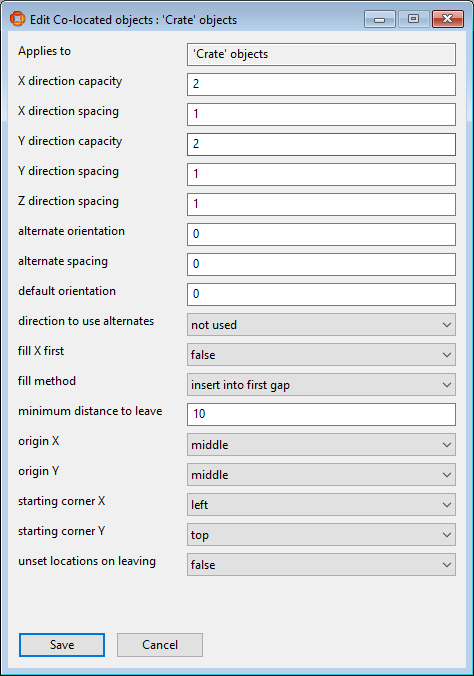 Edit Co-located objects : 'Crate' objects
Applies to 'Crate' objects
X direction capacity 2
X direction spacing 1
Y direction capacity 2
Y direction spacing 1
Z direction spacing 1
alternate orientation 0
alternate spacing 0
default orientation 0
direction to use alternates not used
fill X first false
fill method insert into first gap
minimum distance to leave 10
origin X middle
origin Y middle
starting corner X left
starting corner Y top
unset locations on leaving false
Save Cancel